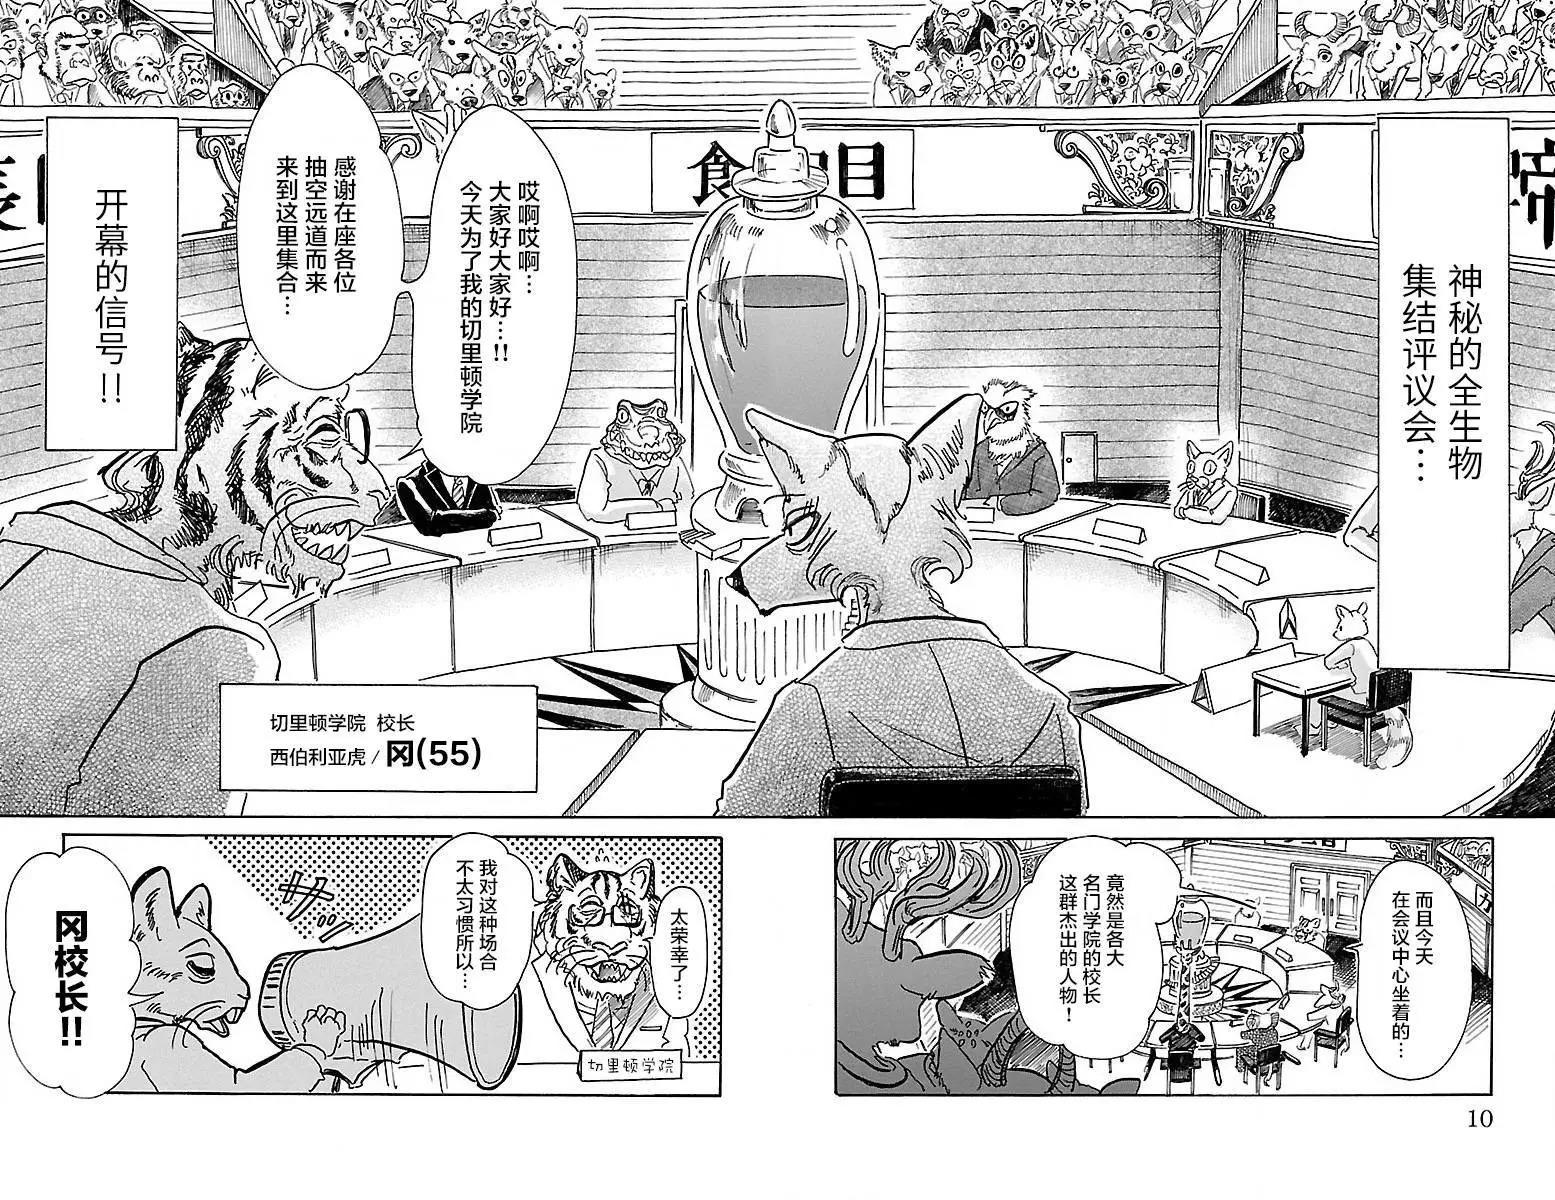 神秘的全生物
集结评议会…
帝
食
目
長
哎啊哎啊…
大家好大家好…!!
今天为了我的切里顿学院
感谢在座各位
抽空远道而来
来到这里集合…
开幕的信号!!
切里顿学院 校长
西伯利亚虎/冈(55)
而且今天
在会议中心坐着的…
竟然是各大
名门学院的校长
这群杰出的人物！
太荣幸了…
我对这种场合
不太习惯所以…
切里顿学院
冈校长!!
10